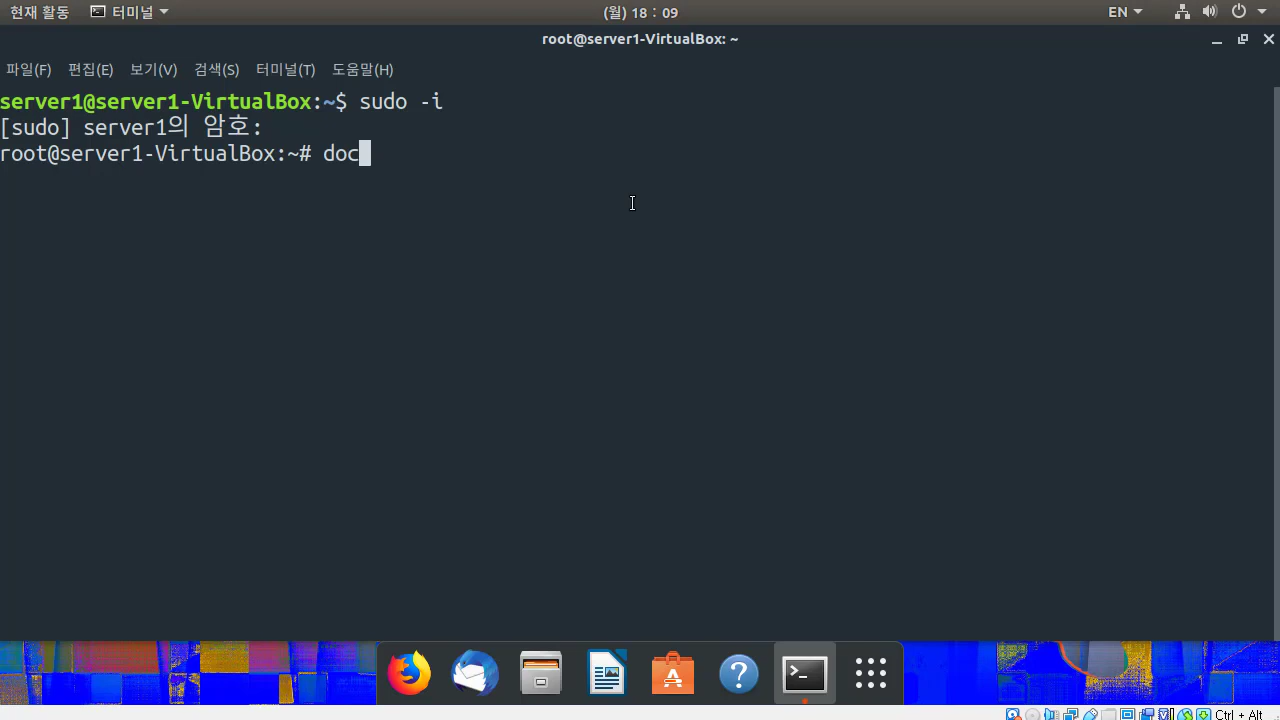 현재 활동 터미널 (월) 18 : 09 EN
root@server1-VirtualBox: ~
파일(F) 편집(E) 보기(V) 검색(S) 터미널(T) 도움말(H)
server1@server1-VirtualBox:~$ sudo -i
[sudo] server1의 암호:
root@server1-VirtualBox:~# doc
Ctrl + Alt